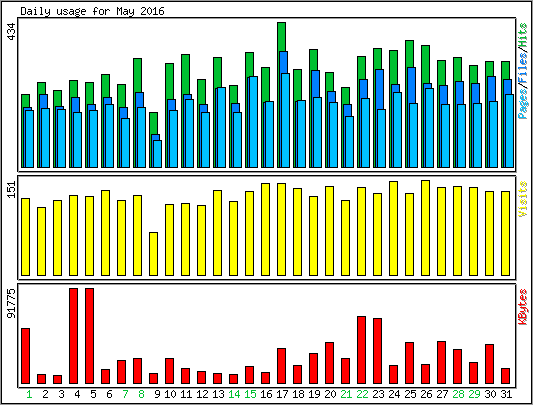 Daily usage for May 2016
434
Pages/Files/Hits
151
Visits
91775
KBytes
1 2 3 4 5 6 7 8 9 10 11 12 13 14 15 16 17 18 19 20 21 22 23 24 25 26 27 28 29 30 31